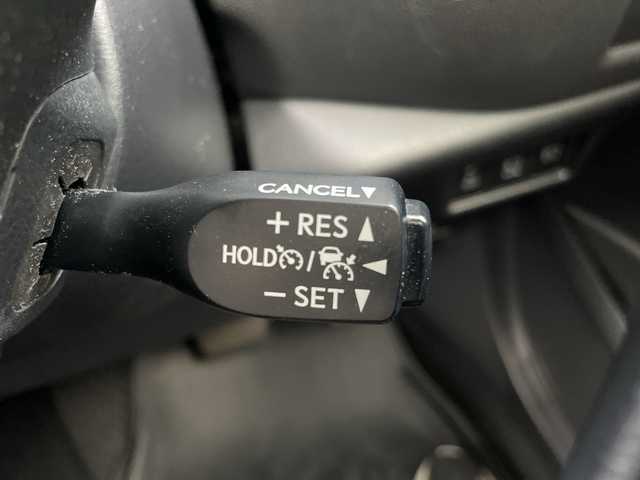 CANCEL▼
+ RES ▲
HOLD / ◀
− SET ▼